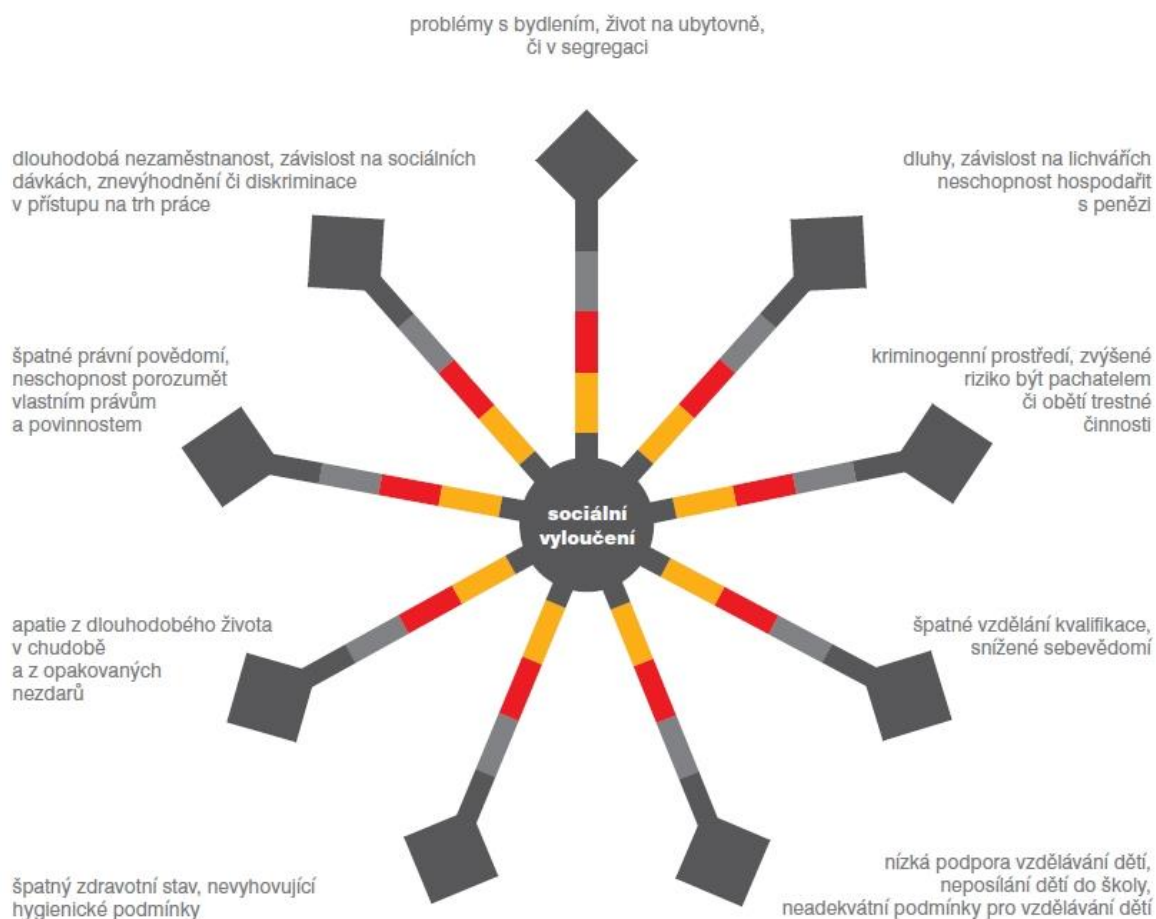 problémy s bydlením, život na ubytovně,
či v segregaci
dlouhodobá nezaměstnanost, závislost na sociálních
dávkách, znevýhodnění či diskriminace
v přístupu na trh práce
dluhy, závislost na lichvářích
neschopnost hospodařit
s penězi
špatné právní povědomí,
neschopnost porozumět
vlastním právům
a povinnostem
kriminogenní prostředí, zvýšené
riziko být pachatelem
či obětí trestné
činnosti
sociální
vyloučení
apatie z dlouhodobého života
v chudobě
a z opakovaných
nezdarů
špatné vzdělání kvalifikace,
snížené sebevědomí
špatný zdravotní stav, nevyhovující
hygienické podmínky
nízká podpora vzdělávání dětí,
neposílání dětí do školy,
neadekvátní podmínky pro vzdělávání dětí